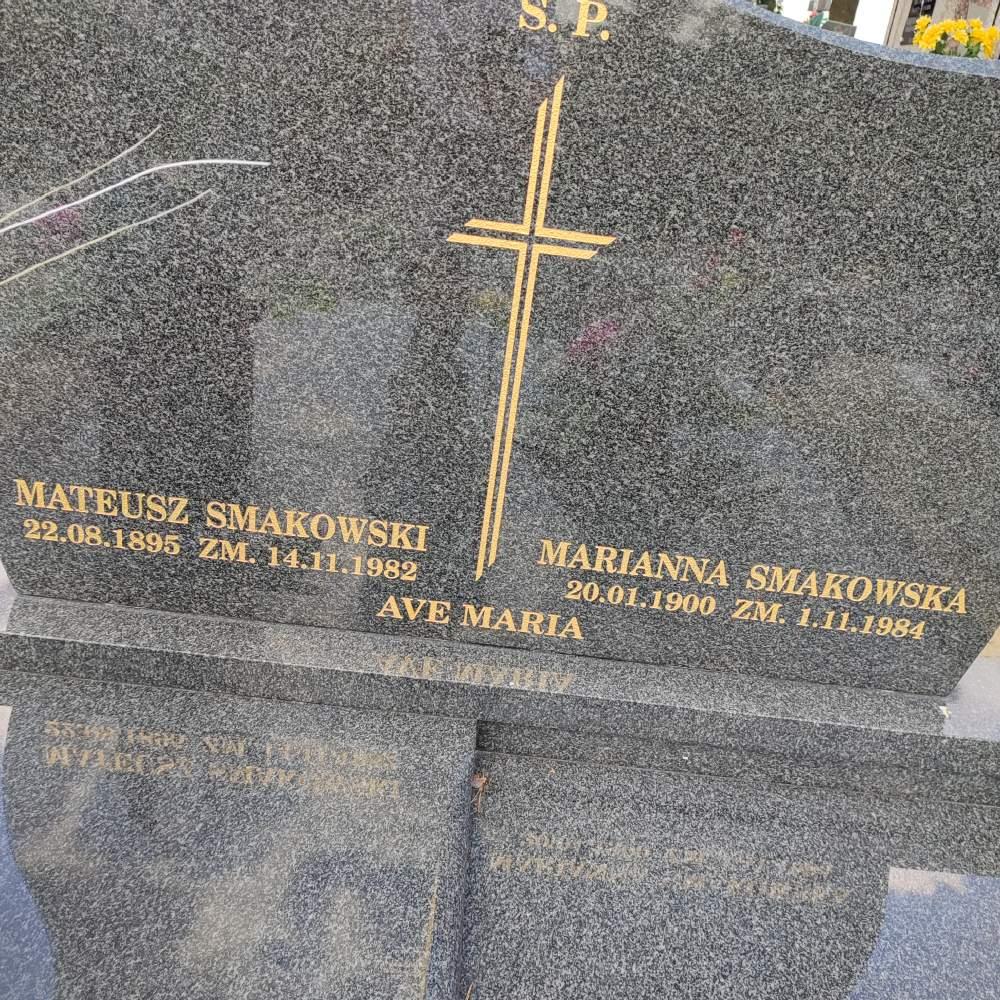 S. P.
MATEUSZ SMAKOWSKI
22.08.1895 ZM. 14.11.1982
MARIANNA SMAKOWSKA
20.01.1900 ZM. 1.11.1984
AVE MARIA